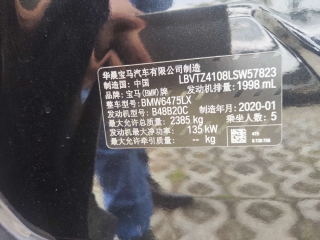 华晨宝马汽车有限公司制造
制造国: 中国 LBVTZ4108LSW57823
品牌: 宝马(BMW)牌 发动机排量: 1998 mL
整车型号: BMW6475LX
发动机型号: B48B20C 制造年月: 2020-01
最大允许总质量: 2385 kg 乘坐人数: 5
发动机最大净功率: 135 kW
最大允许 -- kg